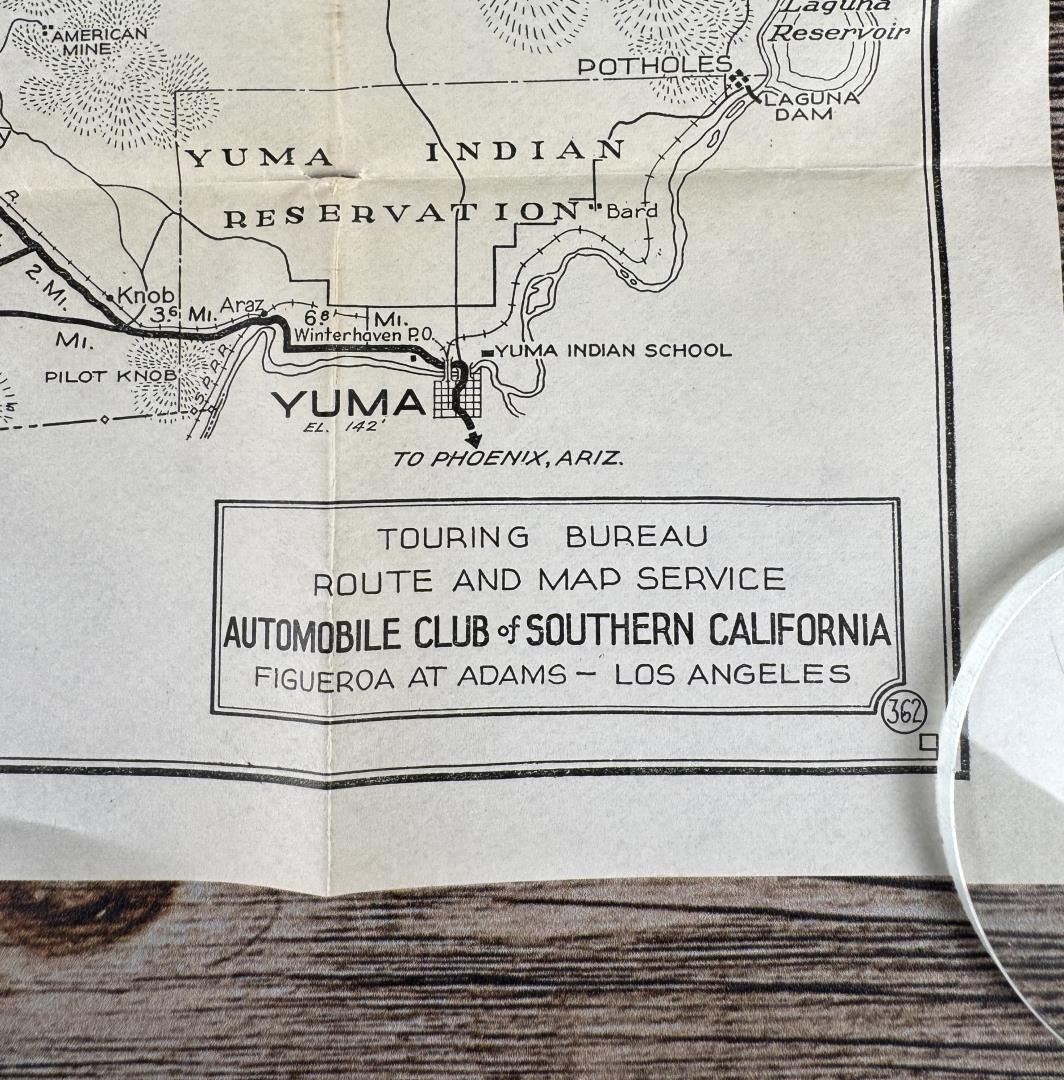 Laguna
Reservoir
AMERICAN
MINE
POTHOLES
LAGUNA
DAM
YUMA INDIAN
RESERVATION
Bard
R.
2. MI.
Knob
3.6 MI.
Araz
6.8 MI.
Winterhaven P.O.
MI.
YUMA INDIAN SCHOOL
PILOT KNOB
S.P.R.R.
YUMA
EL. 142'
TO PHOENIX, ARIZ.
TOURING BUREAU
ROUTE AND MAP SERVICE
AUTOMOBILE CLUB of SOUTHERN CALIFORNIA
FIGUEROA AT ADAMS – LOS ANGELES
362